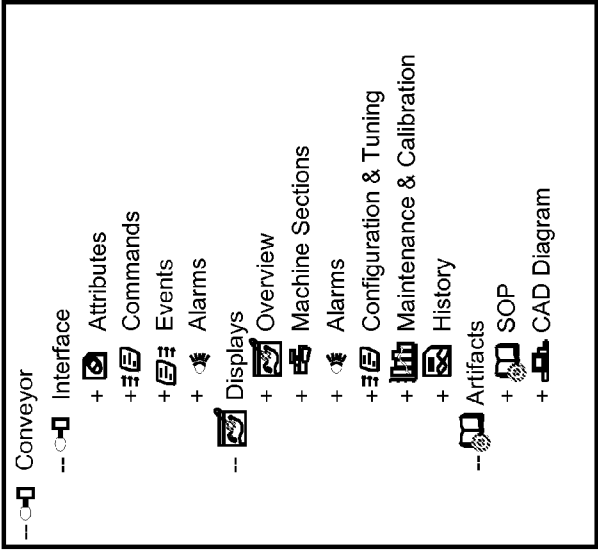 -- Conveyor
-- Interface
+ Attributes
+ Commands
+ Events
+ Alarms
-- Displays
+ Overview
+ Machine Sections
+ Alarms
+ Configuration & Tuning
+ Maintenance & Calibration
+ History
-- Artifacts
+ SOP
+ CAD Diagram